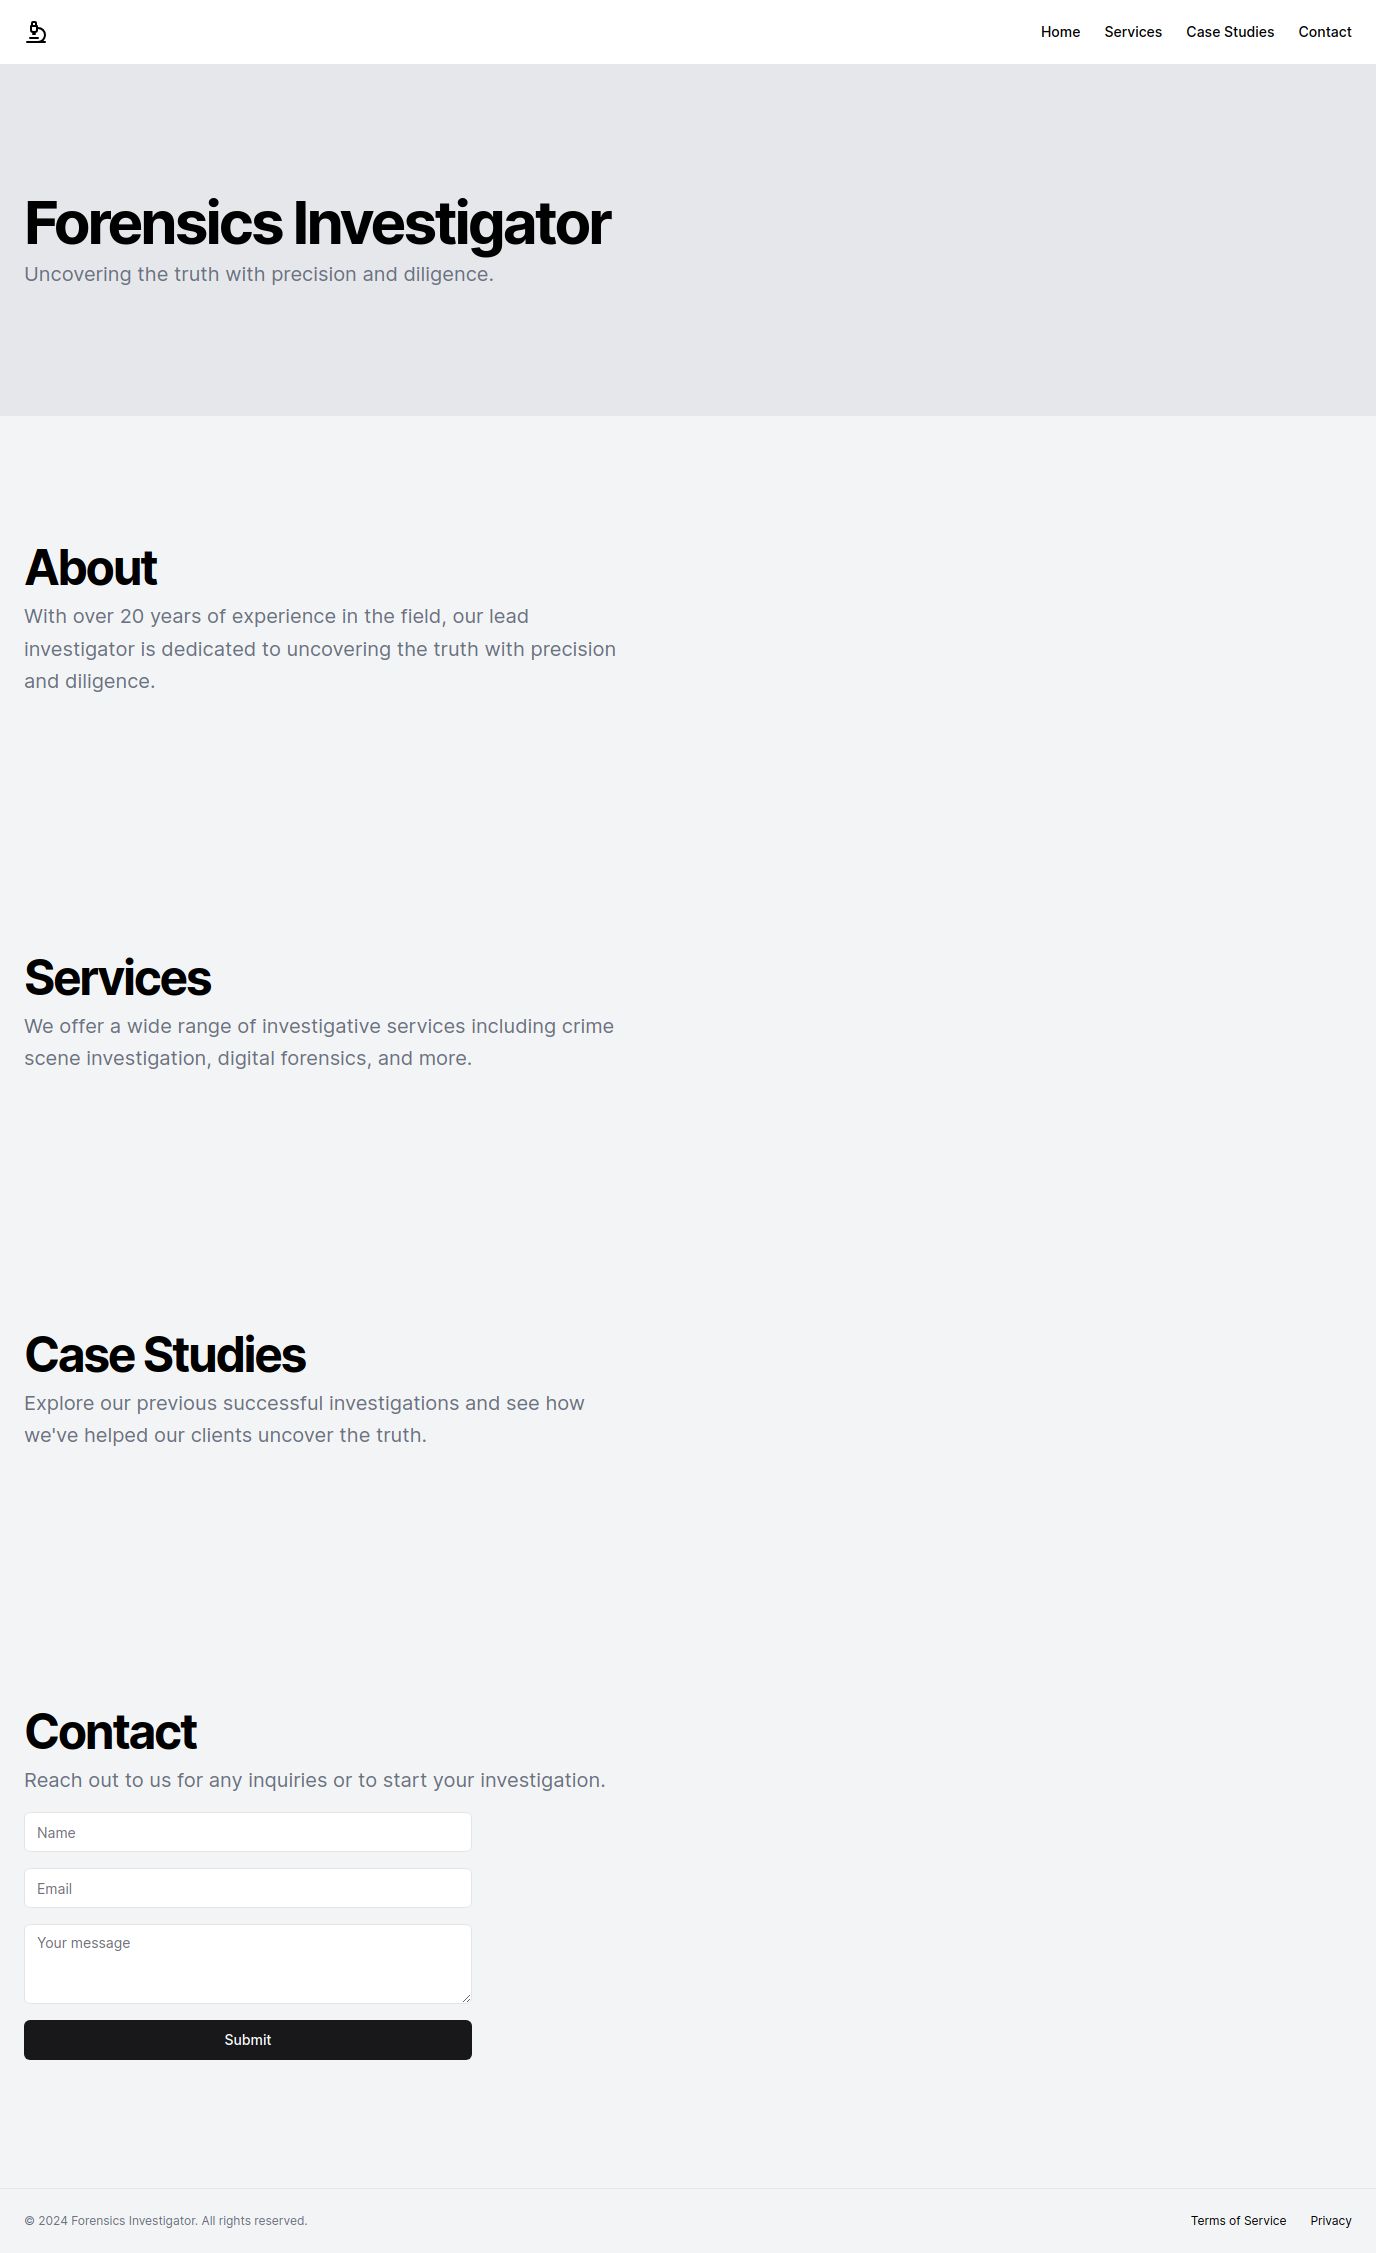 Home Services Case Studies Contact
Forensics Investigator
Uncovering the truth with precision and diligence.
About
With over 20 years of experience in the field, our lead
investigator is dedicated to uncovering the truth with precision
and diligence.
Services
We offer a wide range of investigative services including crime
scene investigation, digital forensics, and more.
Case Studies
Explore our previous successful investigations and see how
we've helped our clients uncover the truth.
Contact
Reach out to us for any inquiries or to start your investigation.
Name
Email
Your message
Submit
© 2024 Forensics Investigator. All rights reserved. Terms of Service Privacy